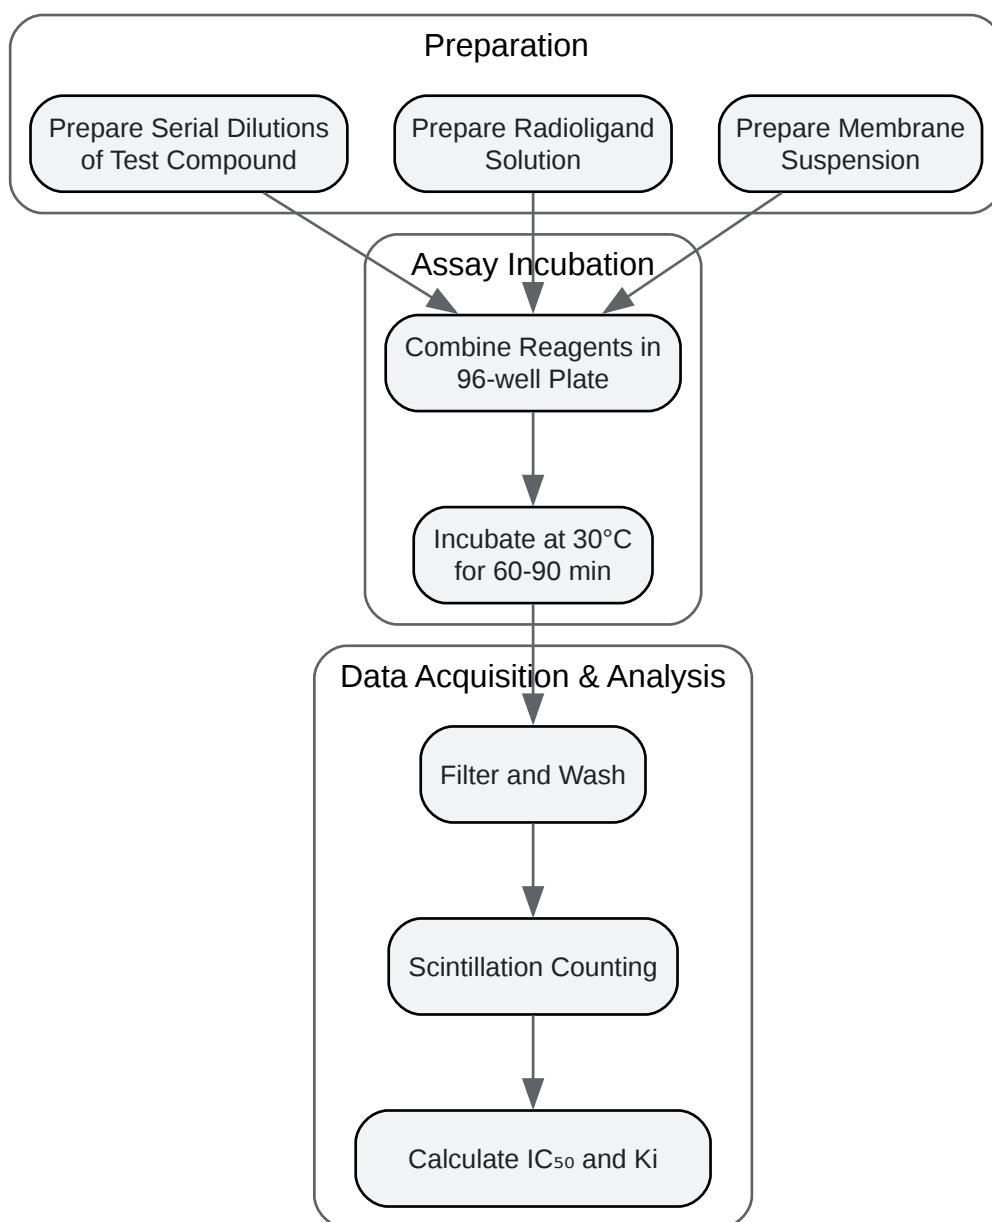 Preparation
Prepare Serial Dilutions
of Test Compound
Prepare Radioligand
Solution
Prepare Membrane
Suspension
Assay Incubation
Combine Reagents in
96-well Plate
Incubate at 30°C
for 60-90 min
Data Acquisition & Analysis
Filter and Wash
Scintillation Counting
Calculate IC₅₀ and Ki